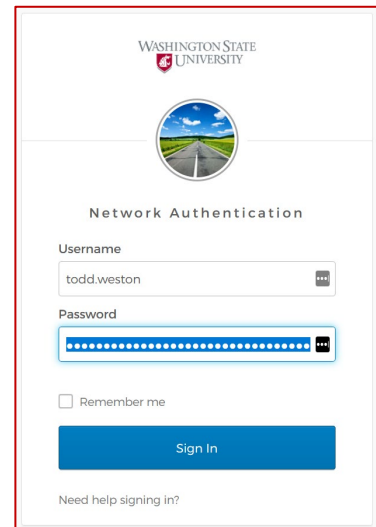 WASHINGTON STATE
UNIVERSITY
Network Authentication
Username
todd.weston
Password
Remember me
Sign In
Need help signing in?